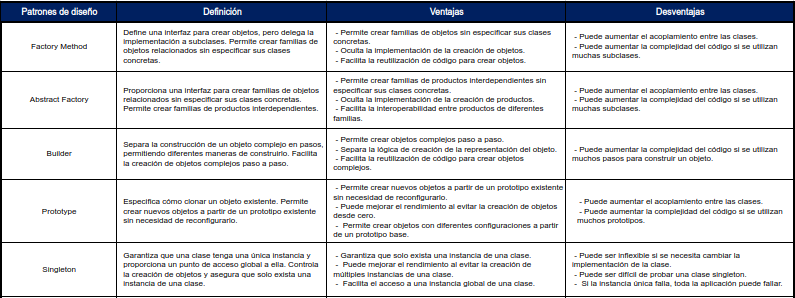 Patrones de diseño
Definición
Ventajas
Desventajas
Factory Method
Define una interfaz para crear objetos, pero delega la
implementación a subclases. Permite crear familias de
objetos relacionados sin especificar sus clases
concretas.
- Permite crear familias de objetos sin especificar sus clases
concretas.
- Oculta la implementación de la creación de objetos.
- Facilita la reutilización de código para crear objetos.
- Puede aumentar el acoplamiento entre las clases.
- Puede aumentar la complejidad del código si se utilizan
muchas subclases.
Abstract Factory
Proporciona una interfaz para crear familias de objetos
relacionados sin especificar sus clases concretas.
Permite crear familias de productos interdependientes.
- Permite crear familias de productos interdependientes sin
especificar sus clases concretas.
- Oculta la implementación de la creación de productos.
- Facilita la interoperabilidad entre productos de diferentes
familias.
- Puede aumentar el acoplamiento entre las clases.
- Puede aumentar la complejidad del código si se utilizan
muchas subclases.
Builder
Separa la construcción de un objeto complejo en pasos,
permitiendo diferentes maneras de construirlo. Facilita
la creación de objetos complejos paso a paso.
- Permite crear objetos complejos paso a paso.
- Separa la lógica de creación de la representación del objeto.
- Facilita la reutilización de código para crear objetos
complejos.
- Puede aumentar la complejidad del código si se utilizan
muchos pasos para construir un objeto.
Prototype
Especifica cómo clonar un objeto existente. Permite
crear nuevos objetos a partir de un prototipo existente
sin necesidad de reconfigurarlo.
- Permite crear nuevos objetos a partir de un prototipo existente
sin necesidad de reconfigurarlo.
- Puede mejorar el rendimiento al evitar la creación de objetos
desde cero.
- Permite crear objetos con diferentes configuraciones a partir
de un prototipo base.
- Puede aumentar el acoplamiento entre las clases.
- Puede aumentar la complejidad del código si se utilizan
muchos prototipos.
Singleton
Garantiza que una clase tenga una única instancia y
proporciona un punto de acceso global a ella. Controla
la creación de objetos y asegura que solo exista una
instancia de una clase.
- Garantiza que solo exista una instancia de una clase.
- Puede mejorar el rendimiento al evitar la creación de
múltiples instancias de una clase.
- Facilita el acceso a una instancia global de una clase.
- Puede ser inflexible si se necesita cambiar la
implementación de la clase.
- Puede ser difícil de probar una clase singleton.
- Si la instancia única falla, toda la aplicación puede fallar.